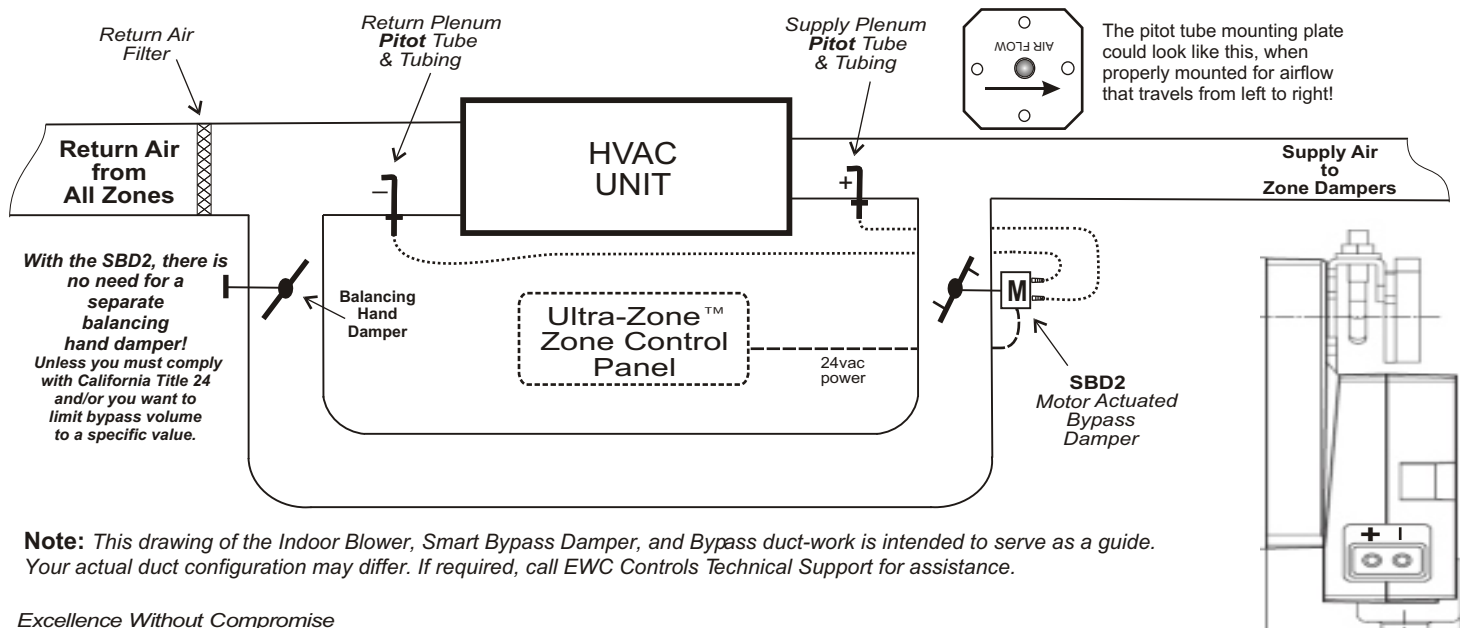 Return Air
Filter
Return Plenum
Pitot Tube
& Tubing
Supply Plenum
Pitot Tube
& Tubing
AIR FLOW
The pitot tube mounting plate
could look like this, when
properly mounted for airflow
that travels from left to right!
Return Air
from
All Zones
–
HVAC
UNIT
+
Supply Air
to
Zone Dampers
With the SBD2, there is
no need for a
separate
balancing
hand damper!
Unless you must comply
with California Title 24
and/or you want to
limit bypass volume
to a specific value.
Balancing
Hand
Damper
Ultra-Zone™
Zone Control
Panel
24vac
power
M
SBD2
Motor Actuated
Bypass
Damper
+ –
Note: This drawing of the Indoor Blower, Smart Bypass Damper, and Bypass duct-work is intended to serve as a guide.
Your actual duct configuration may differ. If required, call EWC Controls Technical Support for assistance.
Excellence Without Compromise